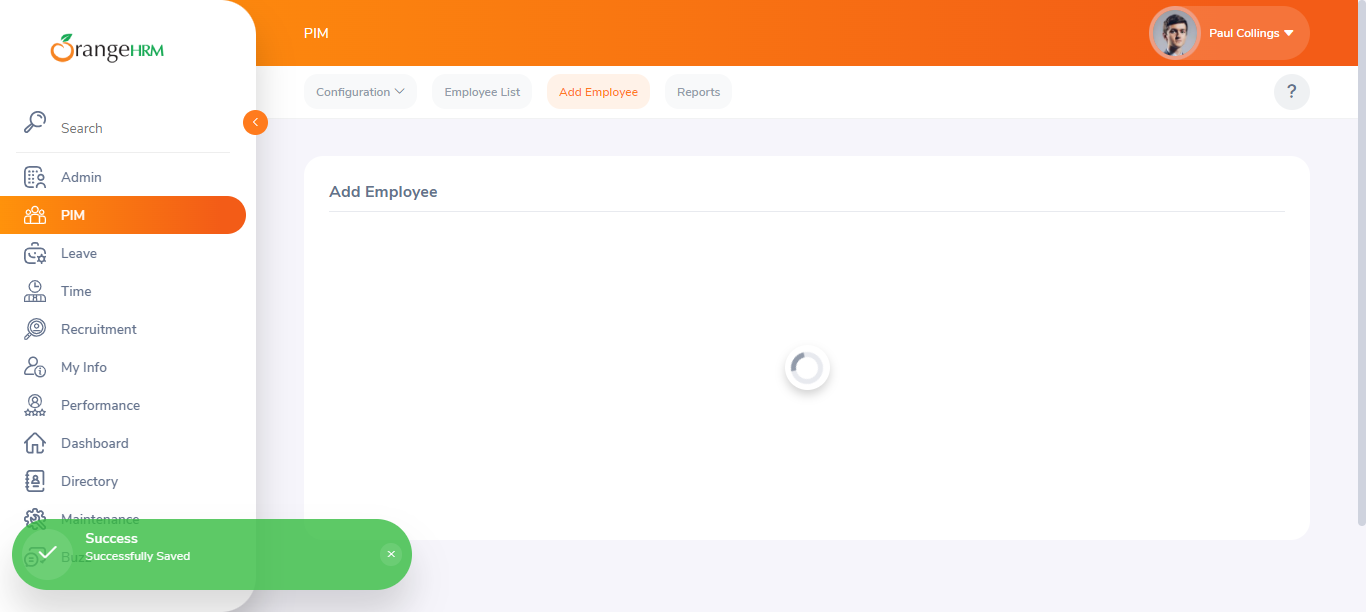 OrangeHRM
PIM
Paul Collings
Configuration
Employee List
Add Employee
Reports
?
Search
Admin
PIM
Leave
Time
Recruitment
My Info
Performance
Dashboard
Directory
Maintenance
Buzz
Add Employee
Success
Successfully Saved